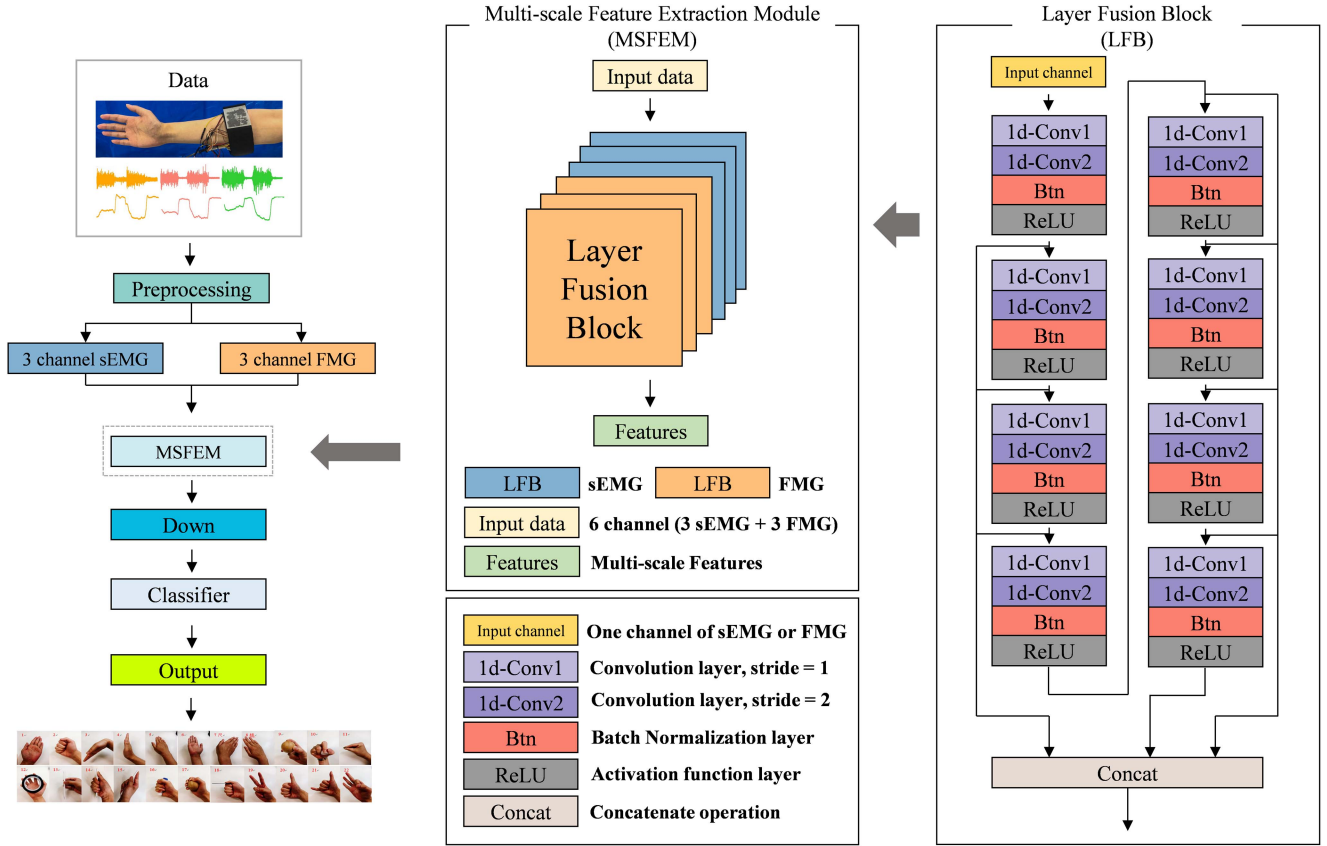 Data
Preprocessing
3 channel sEMG
3 channel FMG
MSFEM
Down
Classifier
Output
Multi-scale Feature Extraction Module
(MSFEM)
Input data
Layer
Fusion
Block
Features
LFB
sEMG
LFB
FMG
Input data
6 channel (3 sEMG + 3 FMG)
Features
Multi-scale Features
Input channel
One channel of sEMG or FMG
1d-Conv1
Convolution layer, stride = 1
1d-Conv2
Convolution layer, stride = 2
Btn
Batch Normalization layer
ReLU
Activation function layer
Concat
Concatenate operation
Layer Fusion Block
(LFB)
Input channel
1d-Conv1
1d-Conv2
Btn
ReLU
1d-Conv1
1d-Conv2
Btn
ReLU
1d-Conv1
1d-Conv2
Btn
ReLU
1d-Conv1
1d-Conv2
Btn
ReLU
1d-Conv1
1d-Conv2
Btn
ReLU
1d-Conv1
1d-Conv2
Btn
ReLU
1d-Conv1
1d-Conv2
Btn
ReLU
1d-Conv1
1d-Conv2
Btn
ReLU
Concat